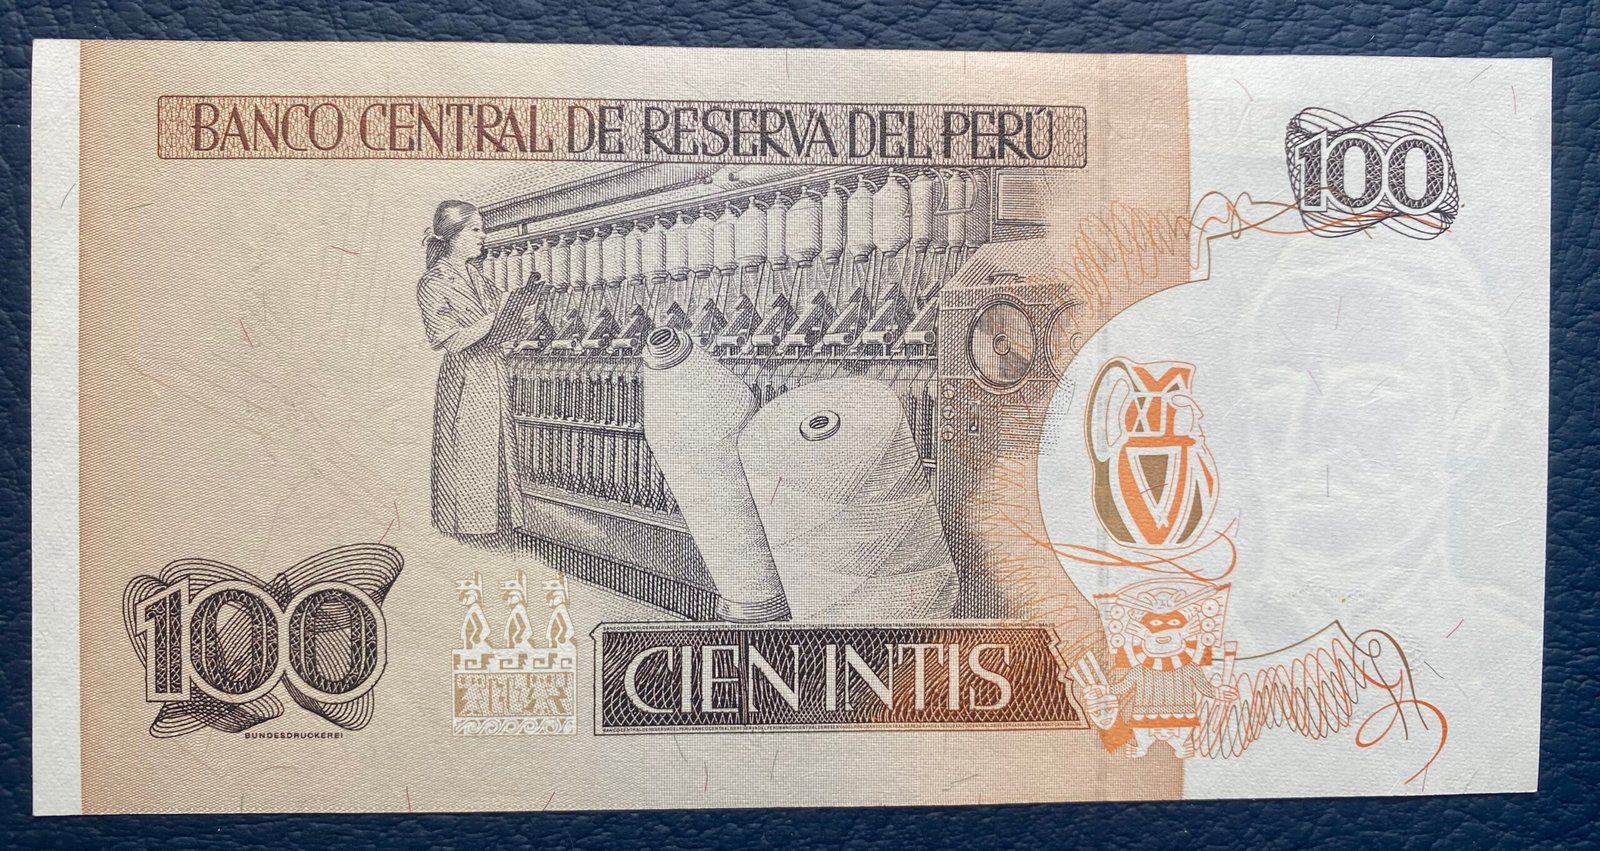 BANCO CENTRAL DE RESERVA DEL PERÚ
100
100
BUNDESDRUCKEREI
CIEN INTIS